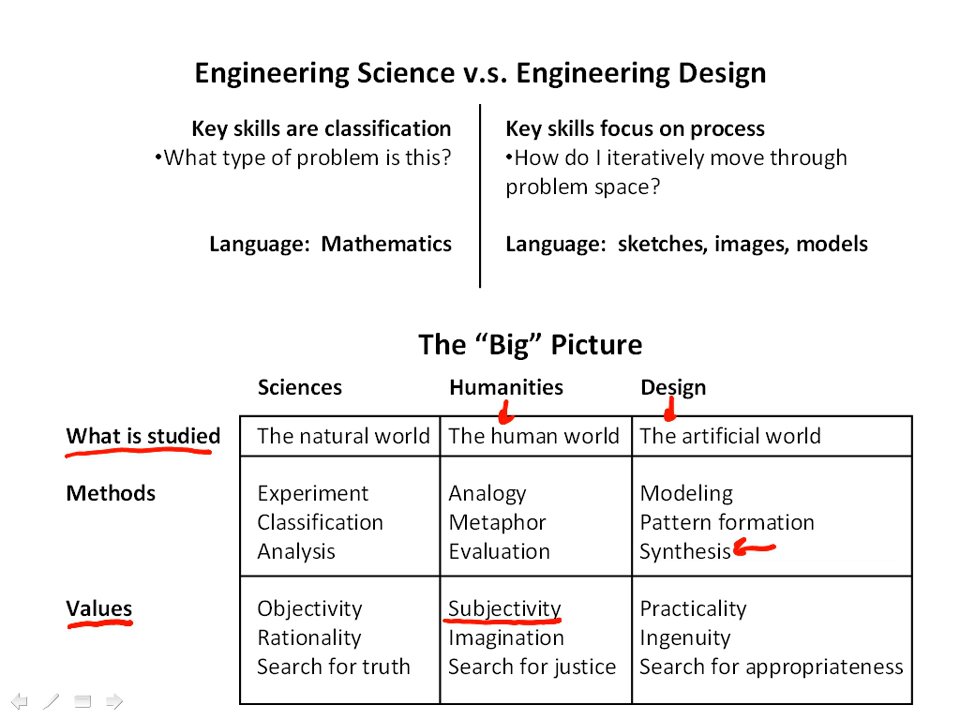 Engineering Science v.s. Engineering Design
Key skills are classification
•What type of problem is this?
Language: Mathematics
Key skills focus on process
•How do I iteratively move through
problem space?
Language: sketches, images, models
The “Big” Picture
Sciences Humanities Design
What is studied The natural world The human world The artificial world
Methods Experiment Analogy Modeling
Classification Metaphor Pattern formation
Analysis Evaluation Synthesis
Values Objectivity Subjectivity Practicality
Rationality Imagination Ingenuity
Search for truth Search for justice Search for appropriateness